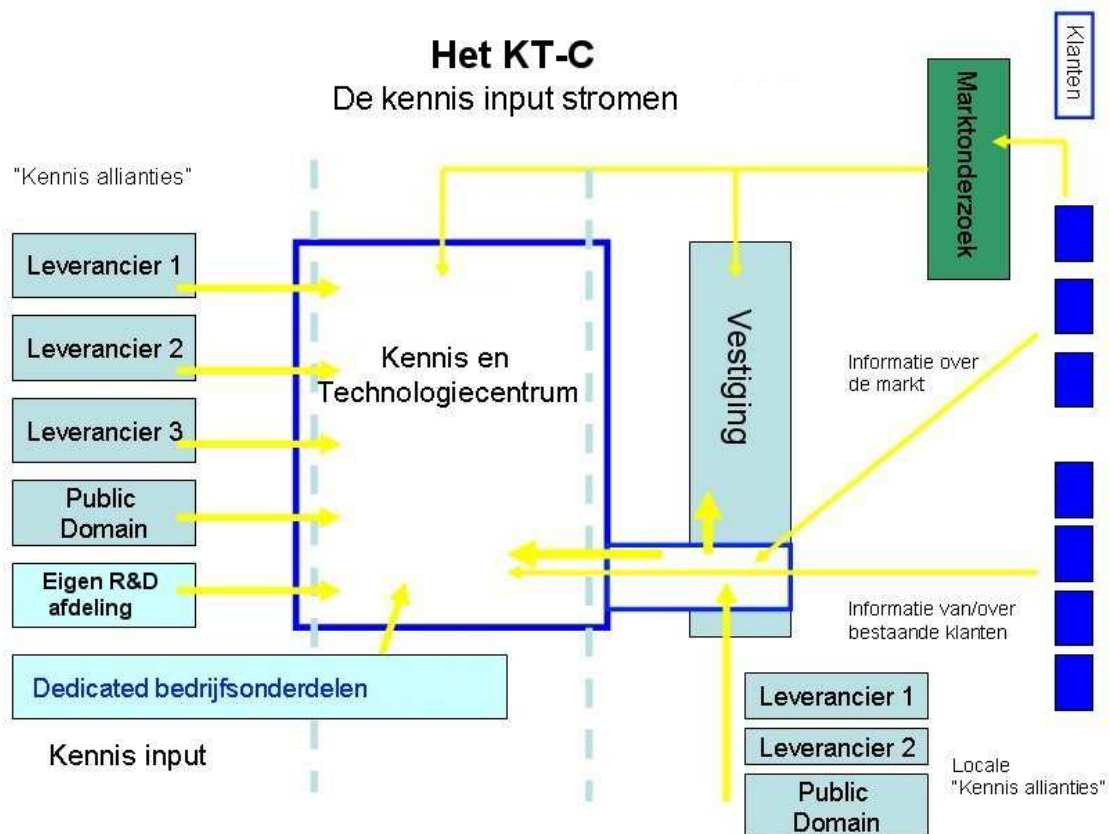 Het KT-C
De kennis input stromen
Klanten
Marktonderzoek
"Kennis allianties"
Leverancier 1
Leverancier 2
Leverancier 3
Public
Domain
Eigen R&D
afdeling
Dedicated bedrijfsonderdelen
Kennis input
Kennis en
Technologiecentrum
Vestiging
Informatie over
de markt
Informatie van/over
bestaande klanten
Leverancier 1
Leverancier 2
Public
Domain
Locale
"Kennis allianties"